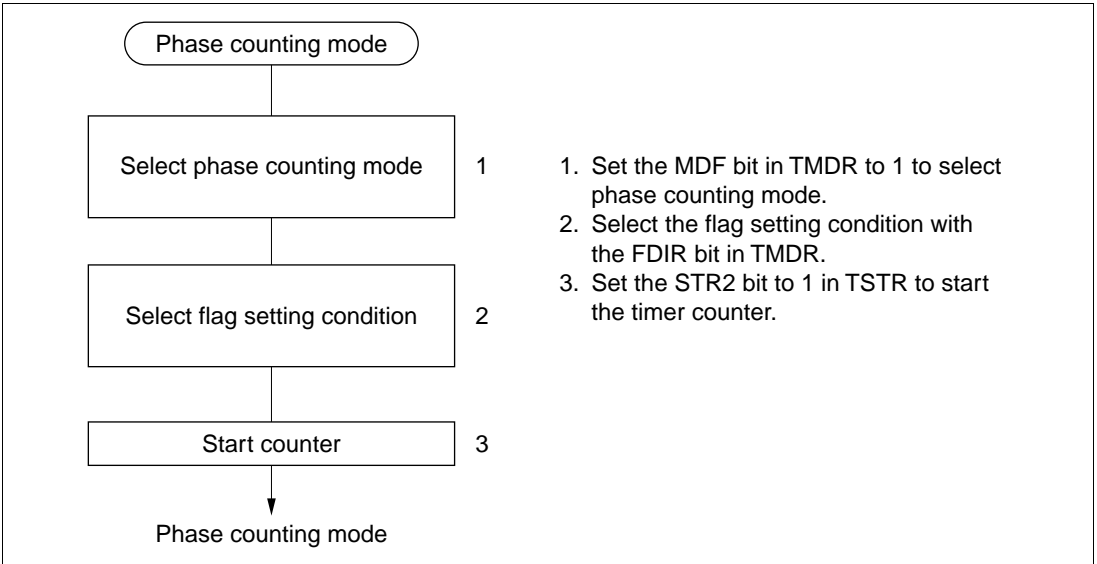 Phase counting mode
Select phase counting mode 1
Select flag setting condition 2
Start counter 3
Phase counting mode
1. Set the MDF bit in TMDR to 1 to select
phase counting mode.
2. Select the flag setting condition with
the FDIR bit in TMDR.
3. Set the STR2 bit to 1 in TSTR to start
the timer counter.